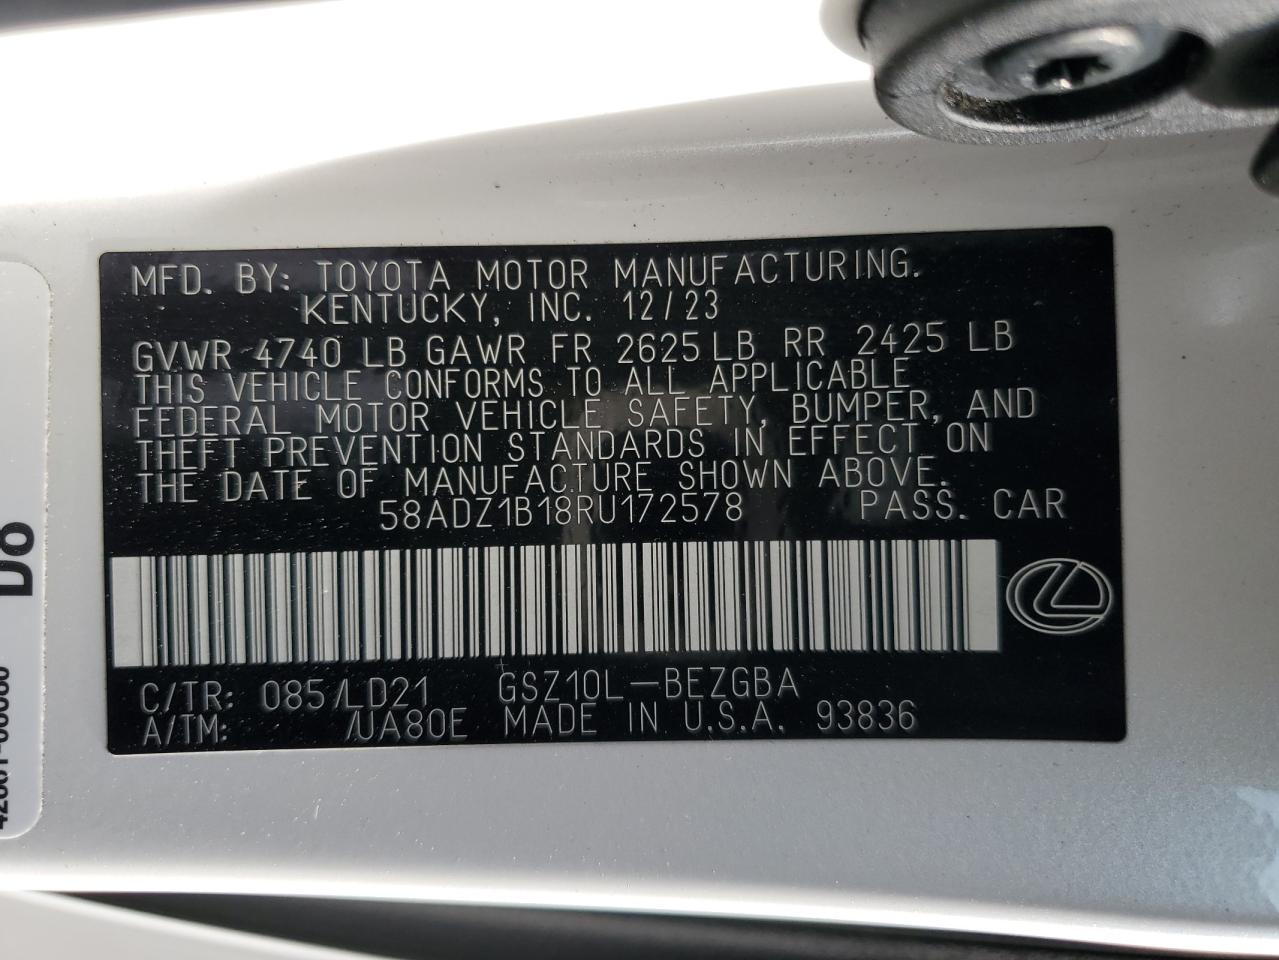 MFD. BY: TOYOTA MOTOR MANUFACTURING.
KENTUCKY, INC. 12/23
GVWR 4740 LB GAWR FR 2625 LB RR 2425 LB
THIS VEHICLE CONFORMS TO ALL APPLICABLE
FEDERAL MOTOR VEHICLE SAFETY, BUMPER, AND
THEFT PREVENTION STANDARDS IN EFFECT ON
THE DATE OF MANUFACTURE SHOWN ABOVE.
58ADZ1B18RU172578 PASS. CAR
C/TR: 085/LD21 GSZ10L-BEZGBA
A/TM: /UA80E MADE IN U.S.A. 93836